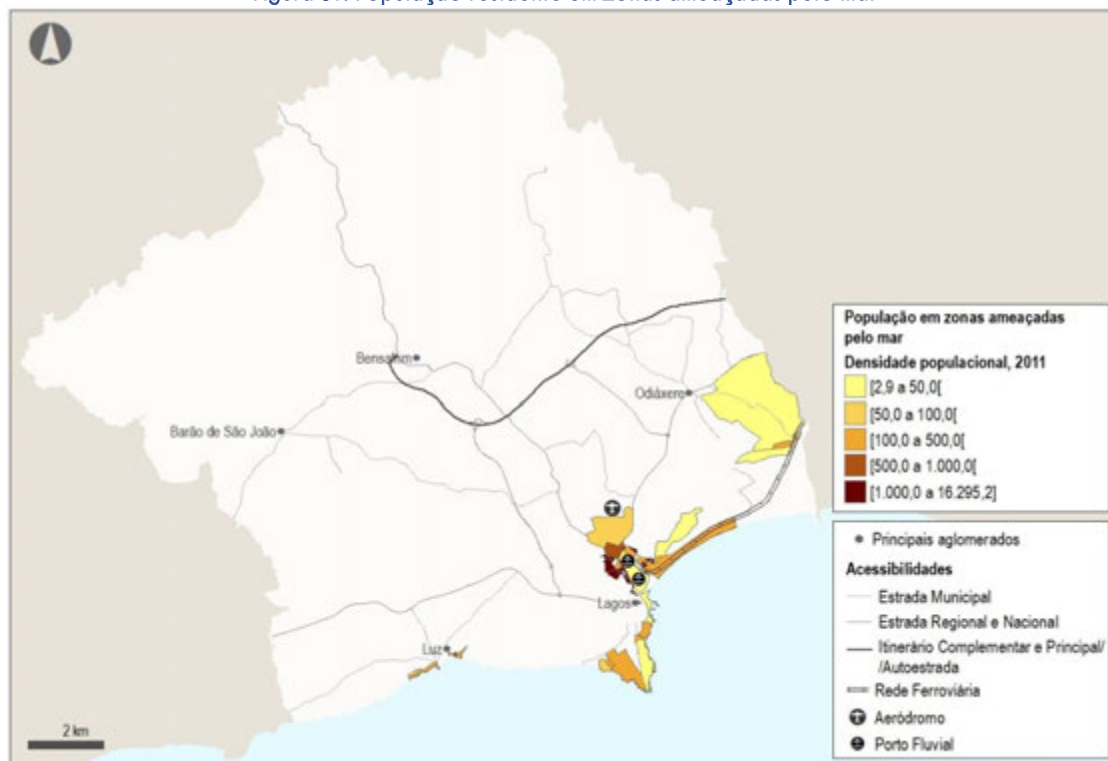 População em zonas ameaçadas
pelo mar
Densidade populacional, 2011
[2,9 a 50,0[
[50,0 a 100,0[
[100,0 a 500,0[
[500,0 a 1.000,0[
[1.000,0 a 16.295,2]
Principais aglomerados
Acessibilidades
Estrada Municipal
Estrada Regional e Nacional
Itinerário Complementar e Principal/
/Autoestrada
Rede Ferroviária
Aeródromo
Porto Fluvial
Bensafrim
Odiáxere
Barão de São João
Lagos
Luz
2 km